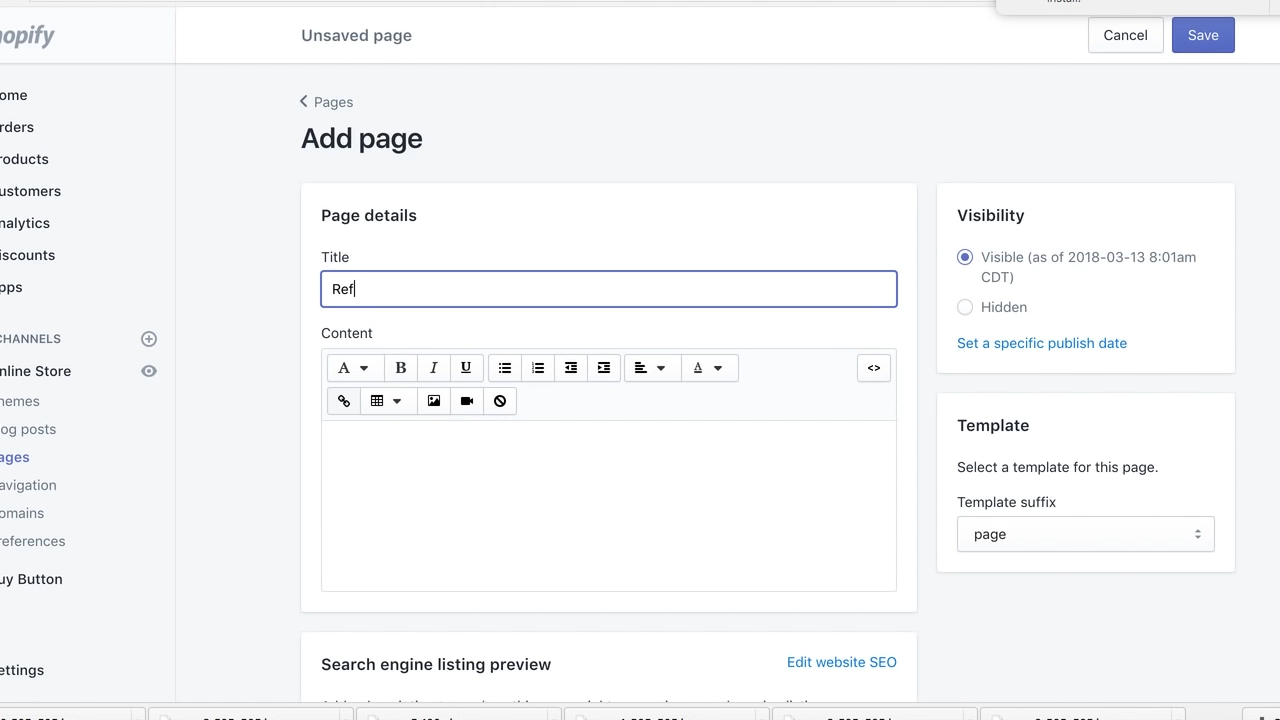 hopify
Unsaved page
Cancel
Save
ome
rders
roducts
ustomers
nalytics
iscounts
pps
CHANNELS
nline Store
hemes
log posts
ages
avigation
omains
references
uy Button
ettings
Pages
Add page
Page details
Title
Ref
Content
A
B
I
U
A
<>
Search engine listing preview
Edit website SEO
Visibility
Visible (as of 2018-03-13 8:01am
CDT)
Hidden
Set a specific publish date
Template
Select a template for this page.
Template suffix
page